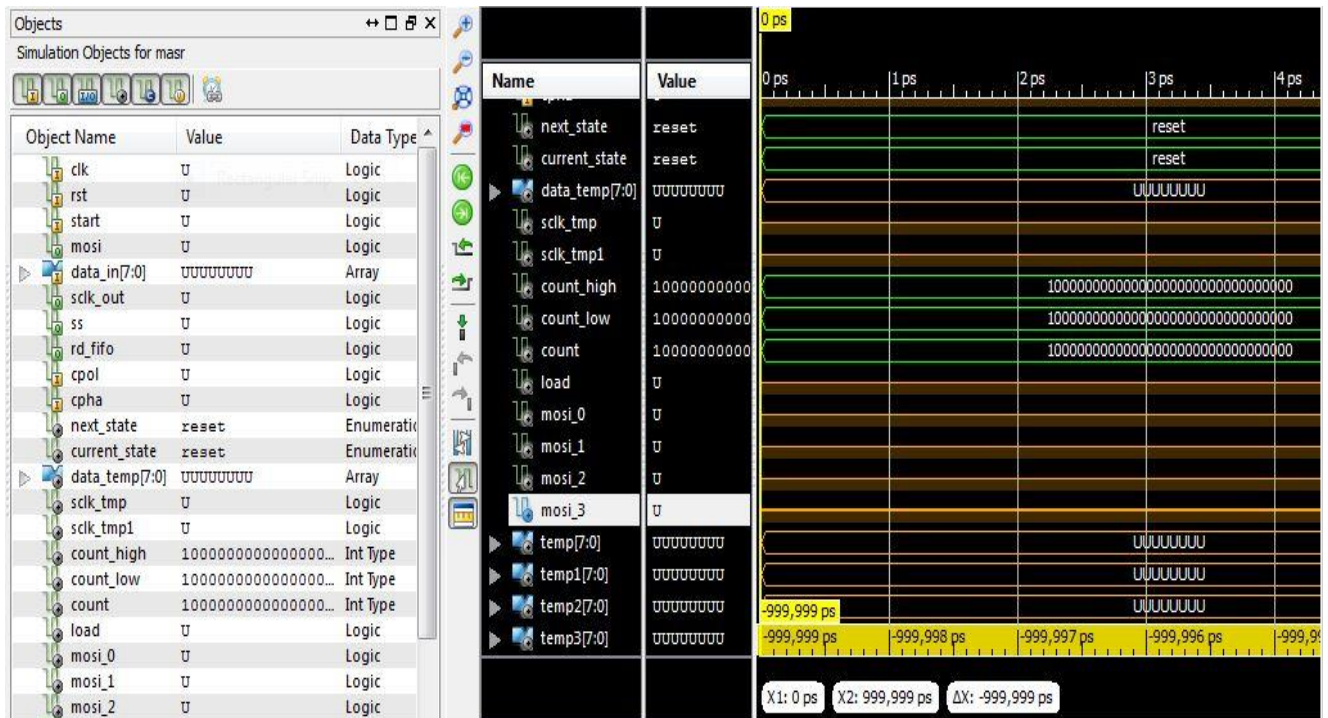 Objects
Simulation Objects for masr
Object Name Value Data Type
clk U Logic
rst U Logic
start U Logic
mosi U Logic
data_in[7:0] UUUUUUUU Array
sclk_out U Logic
ss U Logic
rd_fifo U Logic
cpol U Logic
cpha U Logic
next_state reset Enumeratic
current_state reset Enumeratic
data_temp[7:0] UUUUUUUU Array
sclk_tmp U Logic
sclk_tmp1 U Logic
count_high 1000000000000000... Int Type
count_low 1000000000000000... Int Type
count 1000000000000000... Int Type
load U Logic
mosi_0 U Logic
mosi_1 U Logic
mosi_2 U Logic
0 ps
Name Value 0 ps 1 ps 2 ps 3 ps 4 ps
next_state reset reset
current_state reset reset
data_temp[7:0] UUUUUUUU UUUUUUUU
sclk_tmp U
sclk_tmp1 U
count_high 10000000000 10000000000000000000000000000000
count_low 10000000000 10000000000000000000000000000000
count 10000000000 10000000000000000000000000000000
load U
mosi_0 U
mosi_1 U
mosi_2 U
mosi_3 U
temp[7:0] UUUUUUUU UUUUUUUU
temp1[7:0] UUUUUUUU UUUUUUUU
temp2[7:0] UUUUUUUU UUUUUUUU
-999,999 ps
temp3[7:0] UUUUUUUU -999,999 ps -999,998 ps -999,997 ps -999,996 ps
X1: 0 ps X2: 999,999 ps ΔX: -999,999 ps